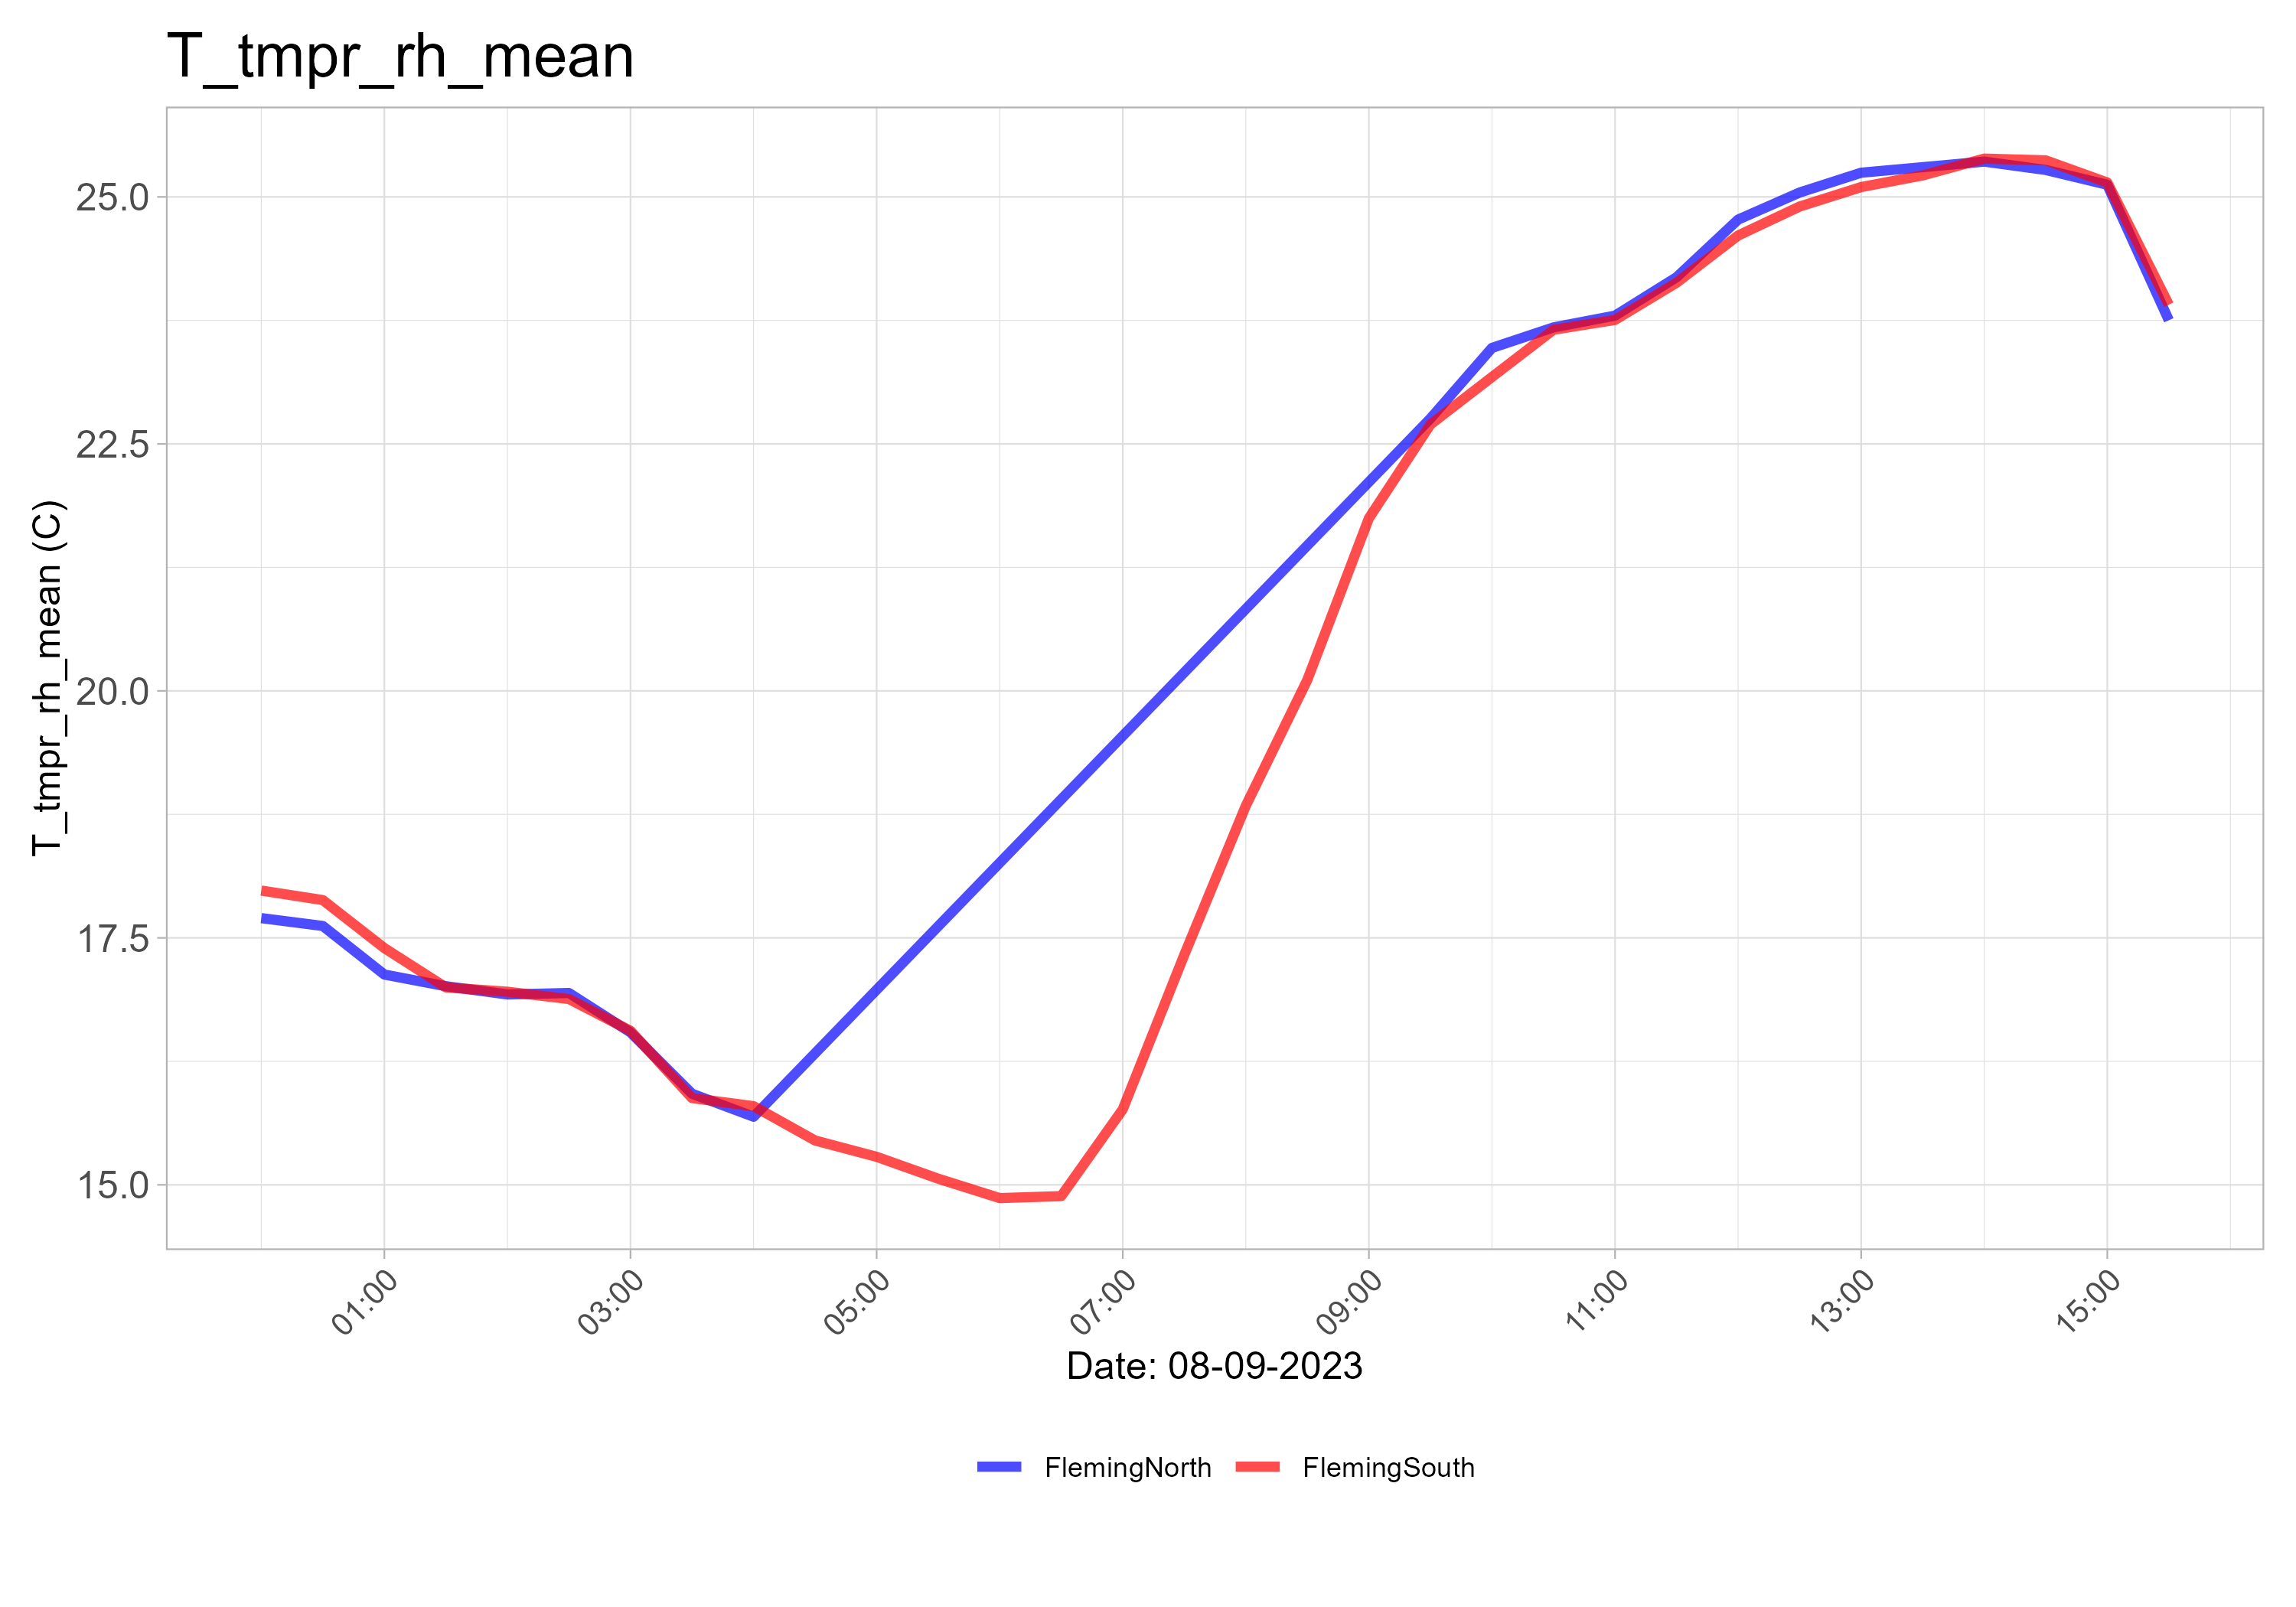 T_tmpr_rh_mean
T_tmpr_rh_mean (C)
25.0
22.5
20.0
17.5
15.0
01:00
03:00
05:00
07:00
09:00
11:00
13:00
15:00
Date: 08-09-2023
FlemingNorth
FlemingSouth